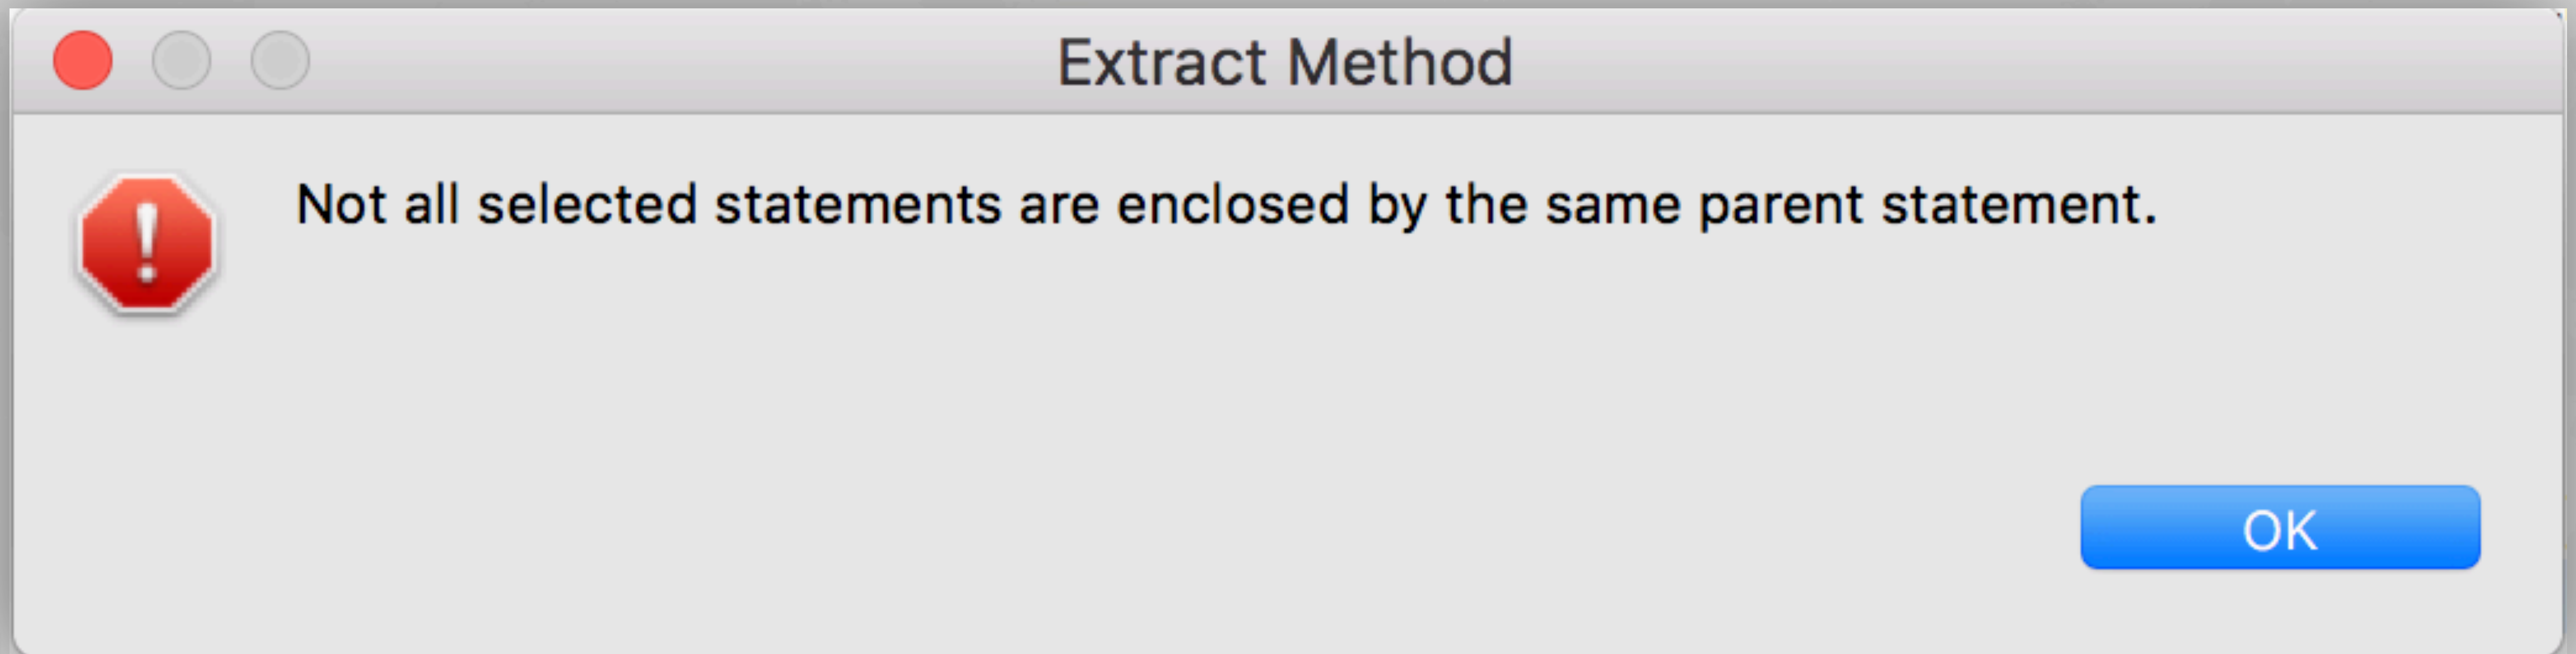 Extract Method
Not all selected statements are enclosed by the same parent statement.
OK